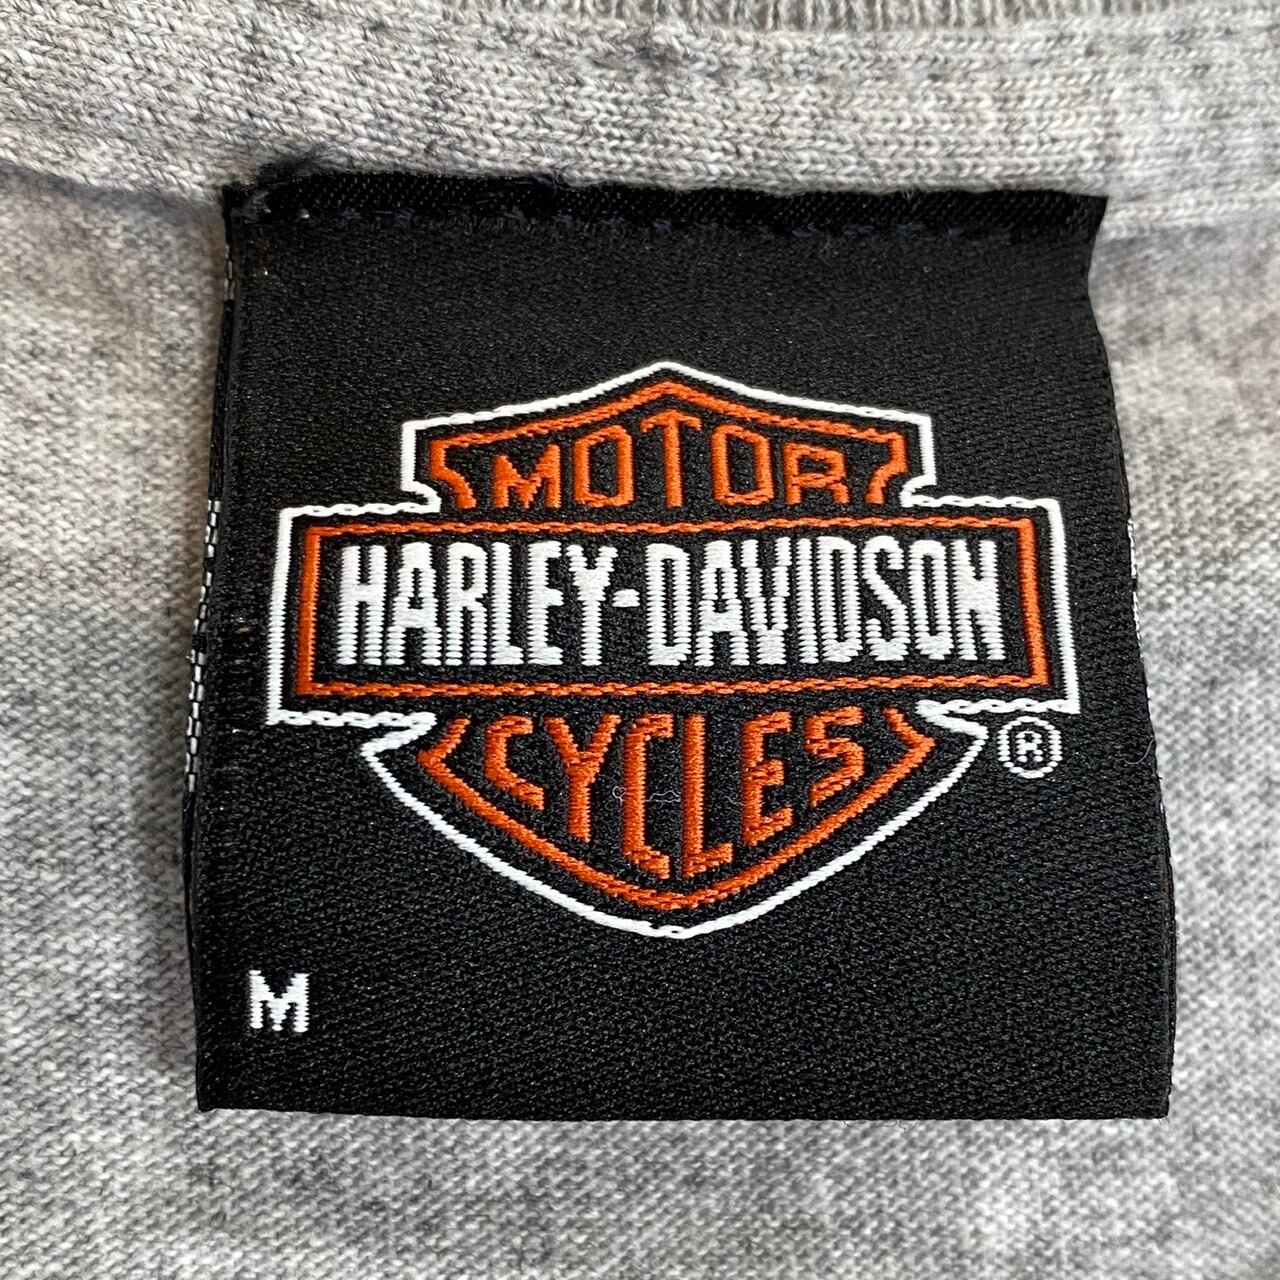 MOTOR
HARLEY-DAVIDSON
CYCLES
®
M